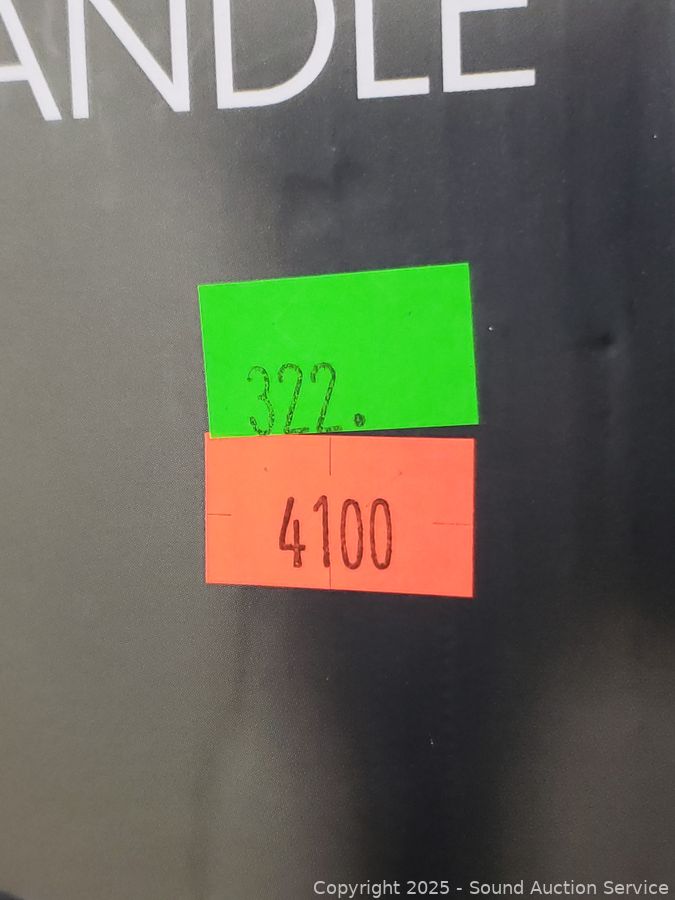 ANDLE
322.
4100
Copyright 2025 - Sound Auction Service